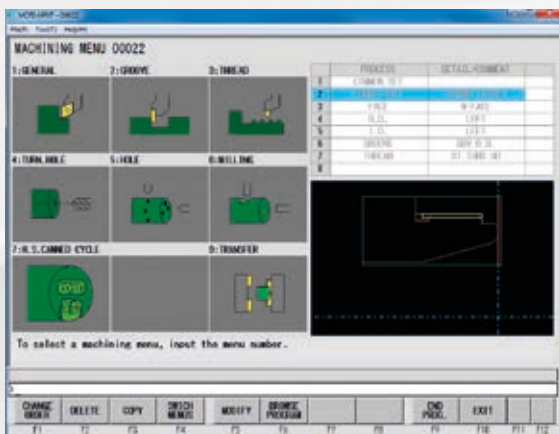 MACHINING MENU O0022
1:GENERAL
2:GROOVE
3:THREAD
4:TURN.HOLE
5:HOLE
6:MILLING
7:H.S.CANNED CYCLE
9:TRANSFER
PROCESS DETAIL/COMMENT
1 COMMON SET
2
3 FACE
4 O.D. LEFT
5 I.D. LEFT
6 GROOVE
7 THREAD
8
To select a machining menu, input the menu number.
CHANGE ORDER DELETE COPY SWICH MENUS MODIFY BROWSE PROGRAM END PROG. EXIT
F1 F2 F3 F4 F5 F6 F7 F8 F9 F10 F11 F12